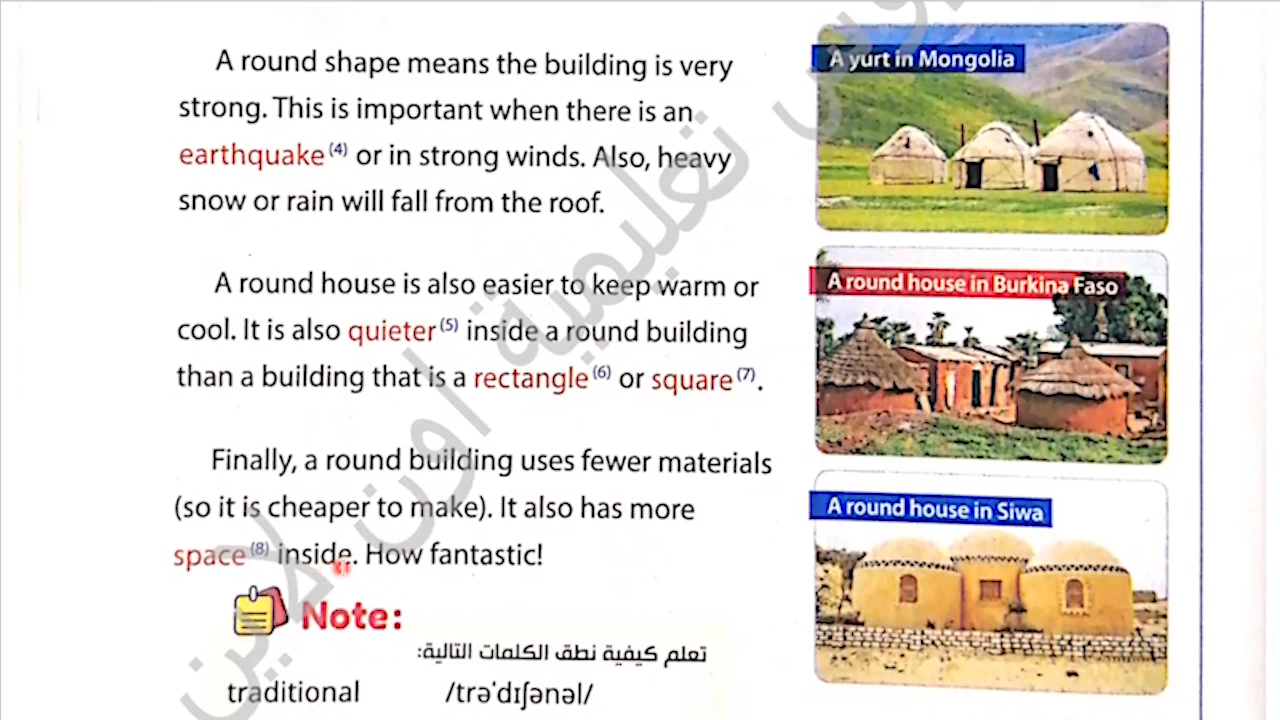 A round shape means the building is very
strong. This is important when there is an
earthquake(4) or in strong winds. Also, heavy
snow or rain will fall from the roof.
A round house is also easier to keep warm or
cool. It is also quieter(5) inside a round building
than a building that is a rectangle(6) or square(7).
Finally, a round building uses fewer materials
(so it is cheaper to make). It also has more
space(8) inside. How fantastic!
Note:
تعلم كيفية نطق الكلمات التالية:
traditional /trəˈdɪʃənəl/
A yurt in Mongolia
A round house in Burkina Faso
A round house in Siwa
دروس تعليمية اون لاين